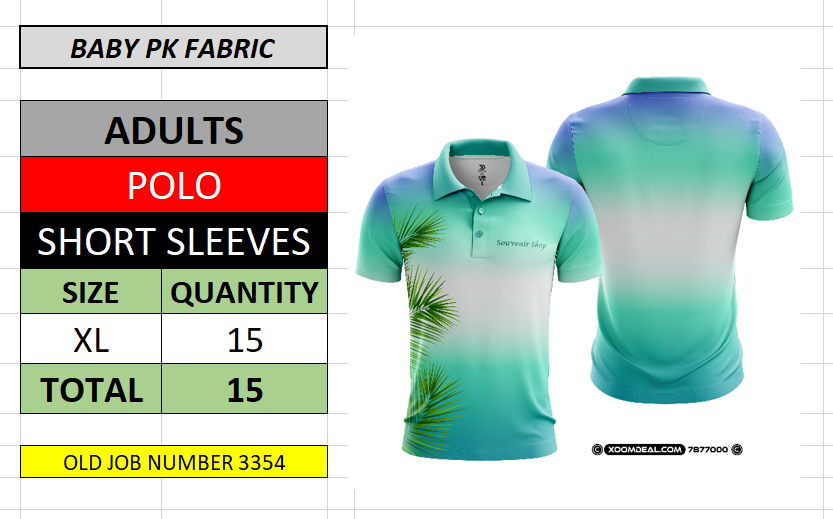 BABY PK FABRIC
ADULTS
POLO
SHORT SLEEVES
SIZE QUANTITY
XL 15
TOTAL 15
OLD JOB NUMBER 3354
Souvenir Shop
XOOMDEAL.COM 7877000